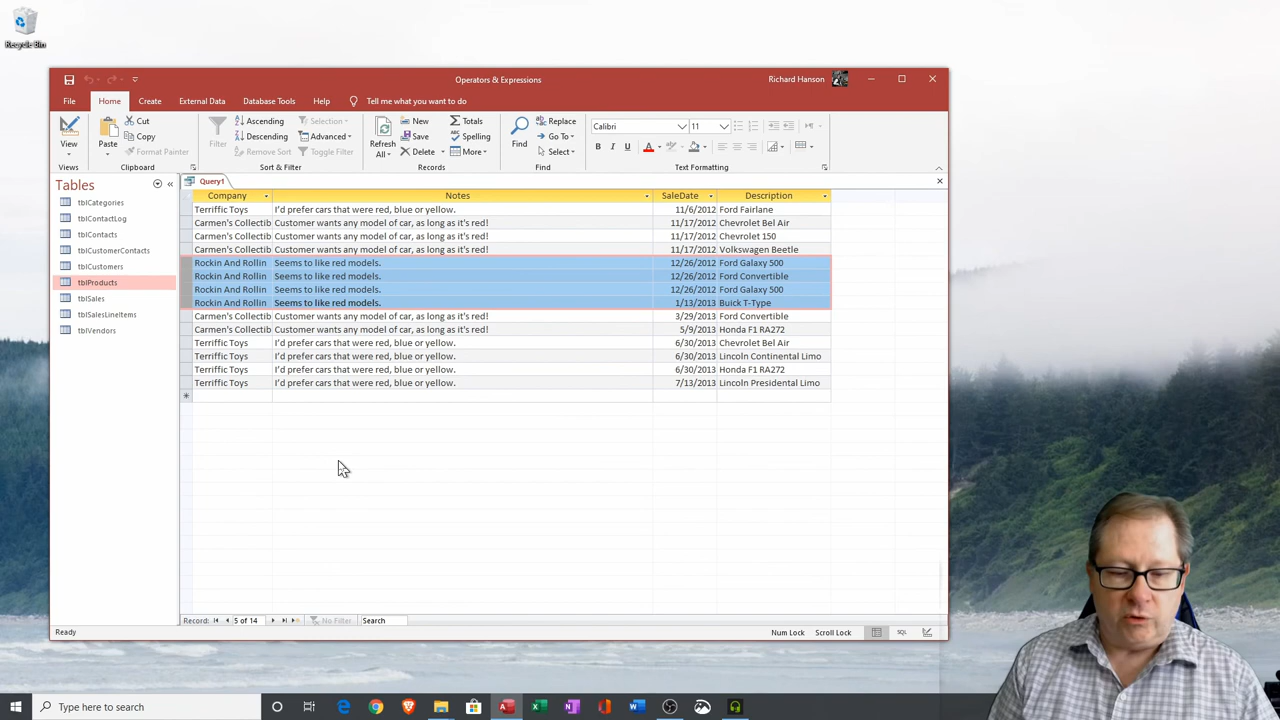 Recycle Bin
Operators & Expressions
Richard Hanson
File Home Create External Data Database Tools Help Tell me what you want to do
View
Views
Paste
Cut
Copy
Format Painter
Clipboard
Filter
Ascending
Descending
Remove Sort
Selection
Advanced
Toggle Filter
Sort & Filter
Refresh
All
New
Save
Delete
Totals
Spelling
More
Records
Find
Replace
Go To
Select
Find
Calibri
11
B I U A
Text Formatting
Tables
tblCategories
tblContactLog
tblContacts
tblCustomerContacts
tblCustomers
tblProducts
tblSales
tblSalesLineItems
tblVendors
Query1
Company Notes SaleDate Description
Terriffic Toys I'd prefer cars that were red, blue or yellow. 11/6/2012 Ford Fairlane
Carmen's Collectib Customer wants any model of car, as long as it's red! 11/17/2012 Chevrolet Bel Air
Carmen's Collectib Customer wants any model of car, as long as it's red! 11/17/2012 Chevrolet 150
Carmen's Collectib Customer wants any model of car, as long as it's red! 11/17/2012 Volkswagen Beetle
Rockin And Rollin Seems to like red models. 12/26/2012 Ford Galaxy 500
Rockin And Rollin Seems to like red models. 12/26/2012 Ford Convertible
Rockin And Rollin Seems to like red models. 12/26/2012 Ford Galaxy 500
Rockin And Rollin Seems to like red models. 1/13/2013 Buick T-Type
Carmen's Collectib Customer wants any model of car, as long as it's red! 3/29/2013 Ford Convertible
Carmen's Collectib Customer wants any model of car, as long as it's red! 5/9/2013 Honda F1 RA272
Terriffic Toys I'd prefer cars that were red, blue or yellow. 6/30/2013 Chevrolet Bel Air
Terriffic Toys I'd prefer cars that were red, blue or yellow. 6/30/2013 Lincoln Continental Limo
Terriffic Toys I'd prefer cars that were red, blue or yellow. 6/30/2013 Honda F1 RA272
Terriffic Toys I'd prefer cars that were red, blue or yellow. 7/13/2013 Lincoln Presidental Limo
Record: 5 of 14 No Filter Search
Ready Num Lock Scroll Lock SQL
Type here to search